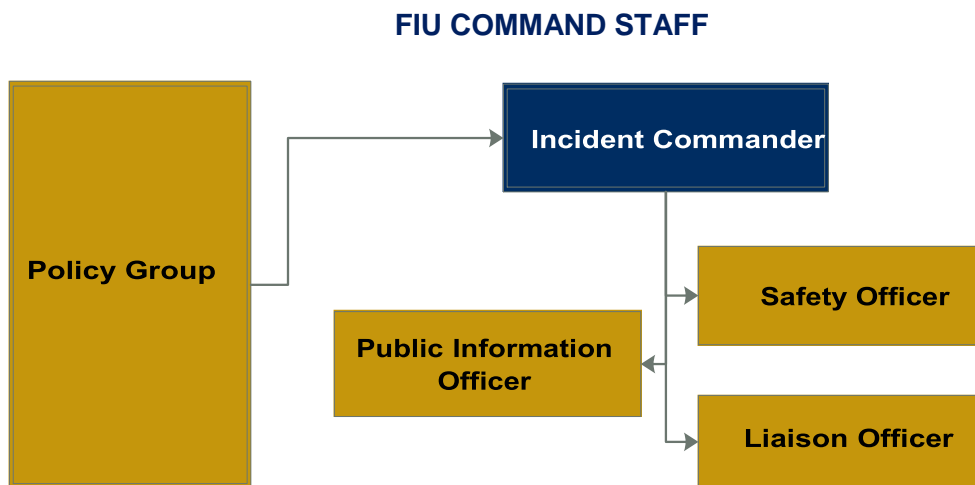 FIU COMMAND STAFF
Incident Commander
Policy Group
Safety Officer
Public Information
Officer
Liaison Officer